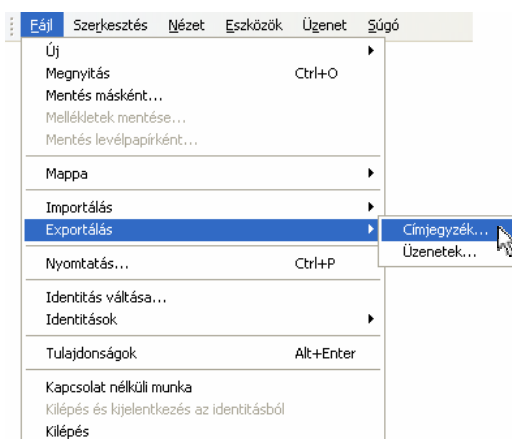 Fájl Szerkesztés Nézet Eszközök Üzenet Súgó
Új
Megnyitás Ctrl+O
Mentés másként...
Mellékletek mentése...
Mentés levélpapírként...
Mappa
Importálás
Exportálás
Címjegyzék...
Üzenetek...
Nyomtatás... Ctrl+P
Identitás váltása...
Identitások
Tulajdonságok Alt+Enter
Kapcsolat nélküli munka
Kilépés és kijelentkezés az identitásból
Kilépés